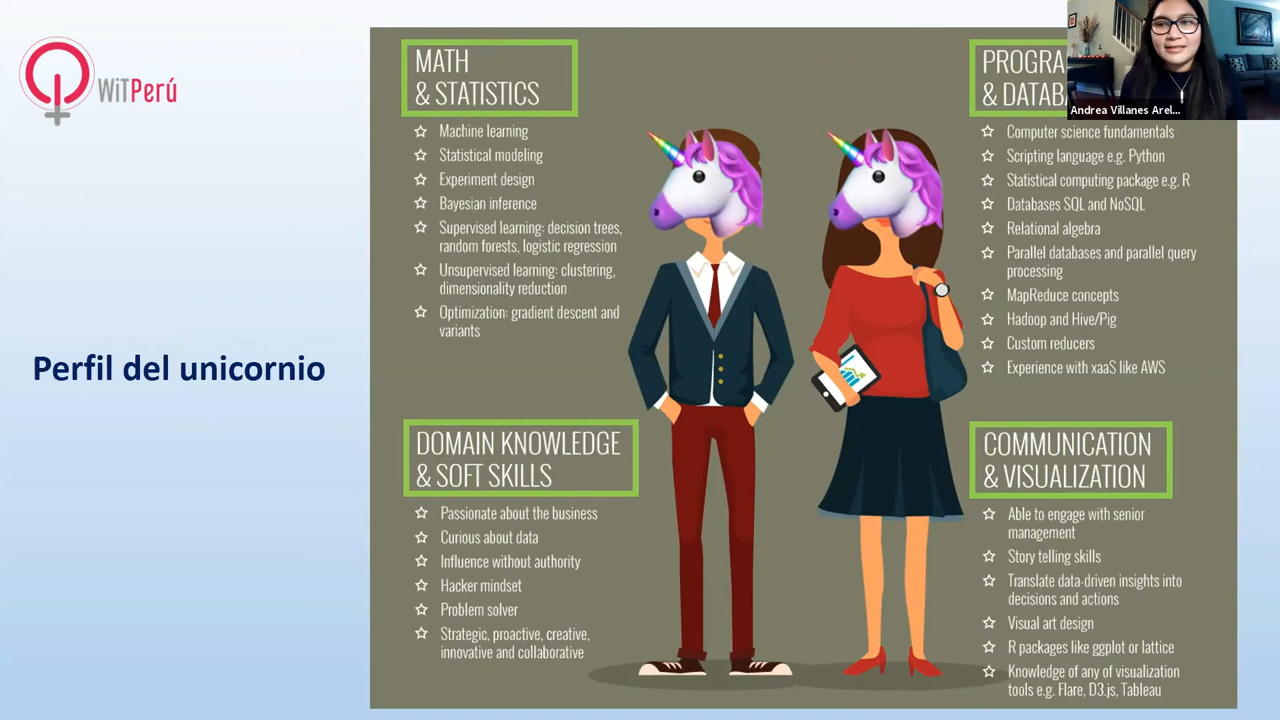 WiTPerú
Perfil del unicornio
MATH
& STATISTICS
Machine learning
Statistical modeling
Experiment design
Bayesian inference
Supervised learning: decision trees,
random forests, logistic regression
Unsupervised learning: clustering,
dimensionality reduction
Optimization: gradient descent and
variants
DOMAIN KNOWLEDGE
& SOFT SKILLS
Passionate about the business
Curious about data
Influence without authority
Hacker mindset
Problem solver
Strategic, proactive, creative,
innovative and collaborative
PROGRA
& DATAB
Andrea Villanes Arel...
Computer science fundamentals
Scripting language e.g. Python
Statistical computing package e.g. R
Databases SQL and NoSQL
Relational algebra
Parallel databases and parallel query
processing
MapReduce concepts
Hadoop and Hive/Pig
Custom reducers
Experience with xaaS like AWS
COMMUNICATION
& VISUALIZATION
Able to engage with senior
management
Story telling skills
Translate data-driven insights into
decisions and actions
Visual art design
R packages like ggplot or lattice
Knowledge of any of visualization
tools e.g. Flare, D3.js, Tableau